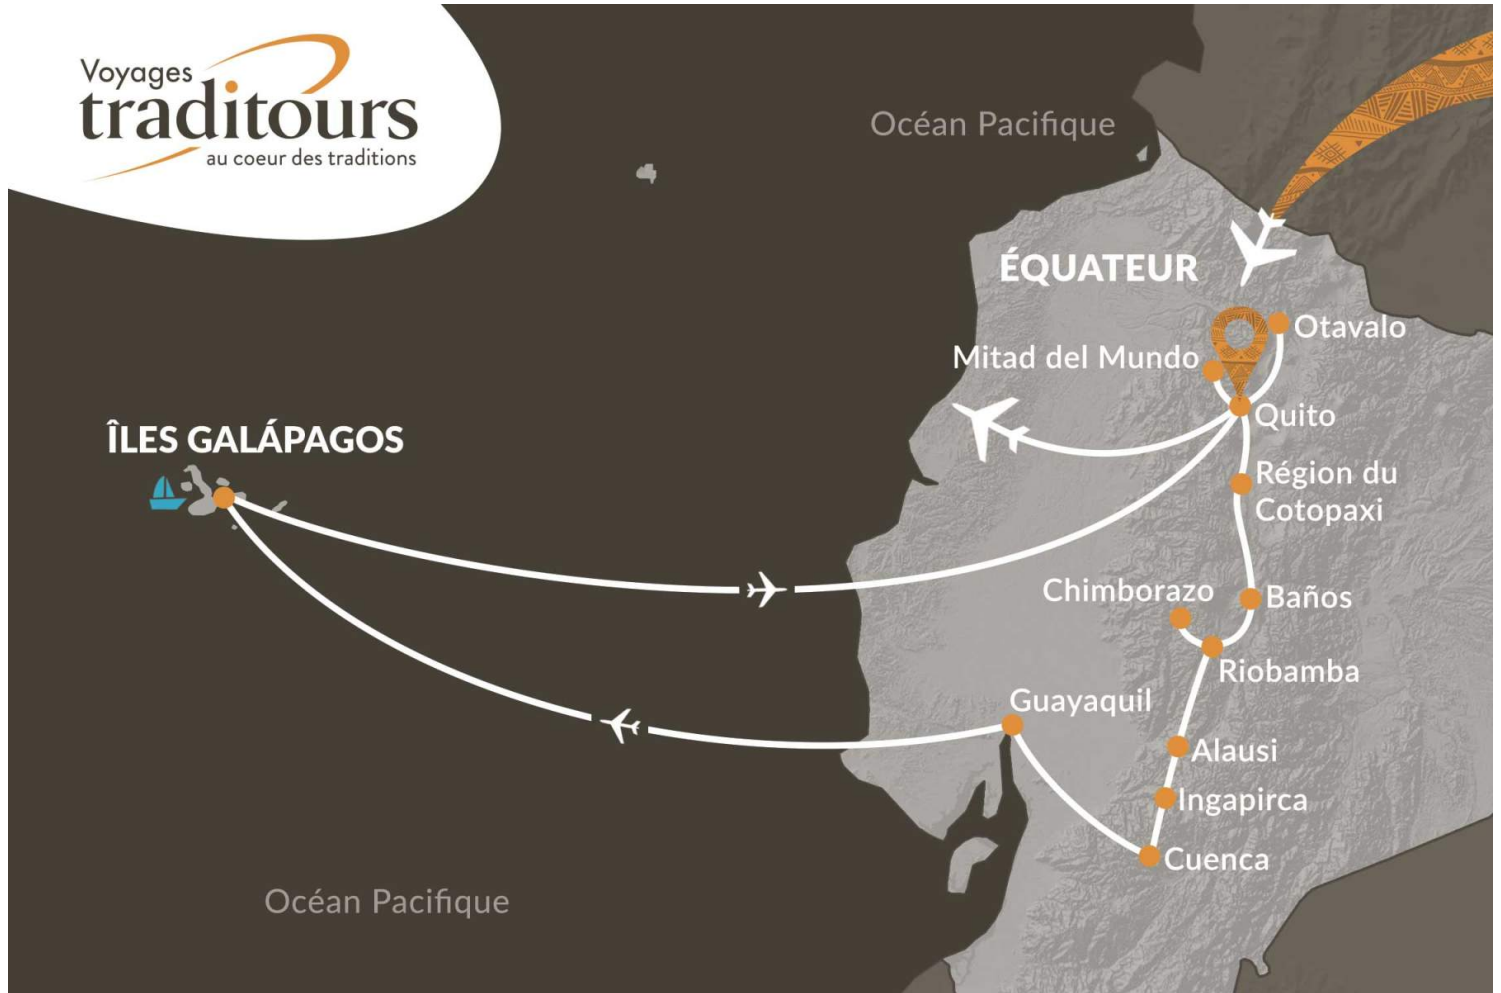 Voyages
traditours
au coeur des traditions
Océan Pacifique
ÉQUATEUR
Otavalo
Mitad del Mundo
Quito
ÎLES GALÁPAGOS
Région du
Cotopaxi
Chimborazo
Baños
Riobamba
Guayaquil
Alausi
Ingapirca
Cuenca
Océan Pacifique